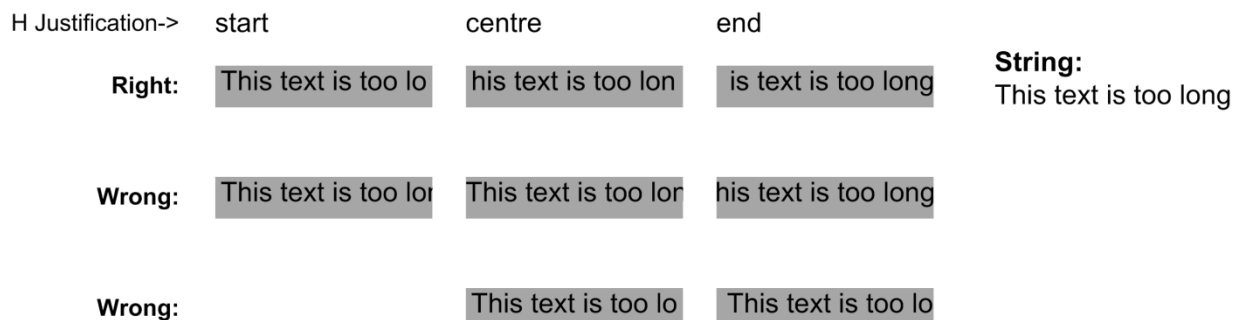 H Justification-> start centre end
Right: This text is too lo his text is too lon is text is too long
String:
This text is too long
Wrong: This text is too lor This text is too lor his text is too long
Wrong: This text is too lo This text is too lo